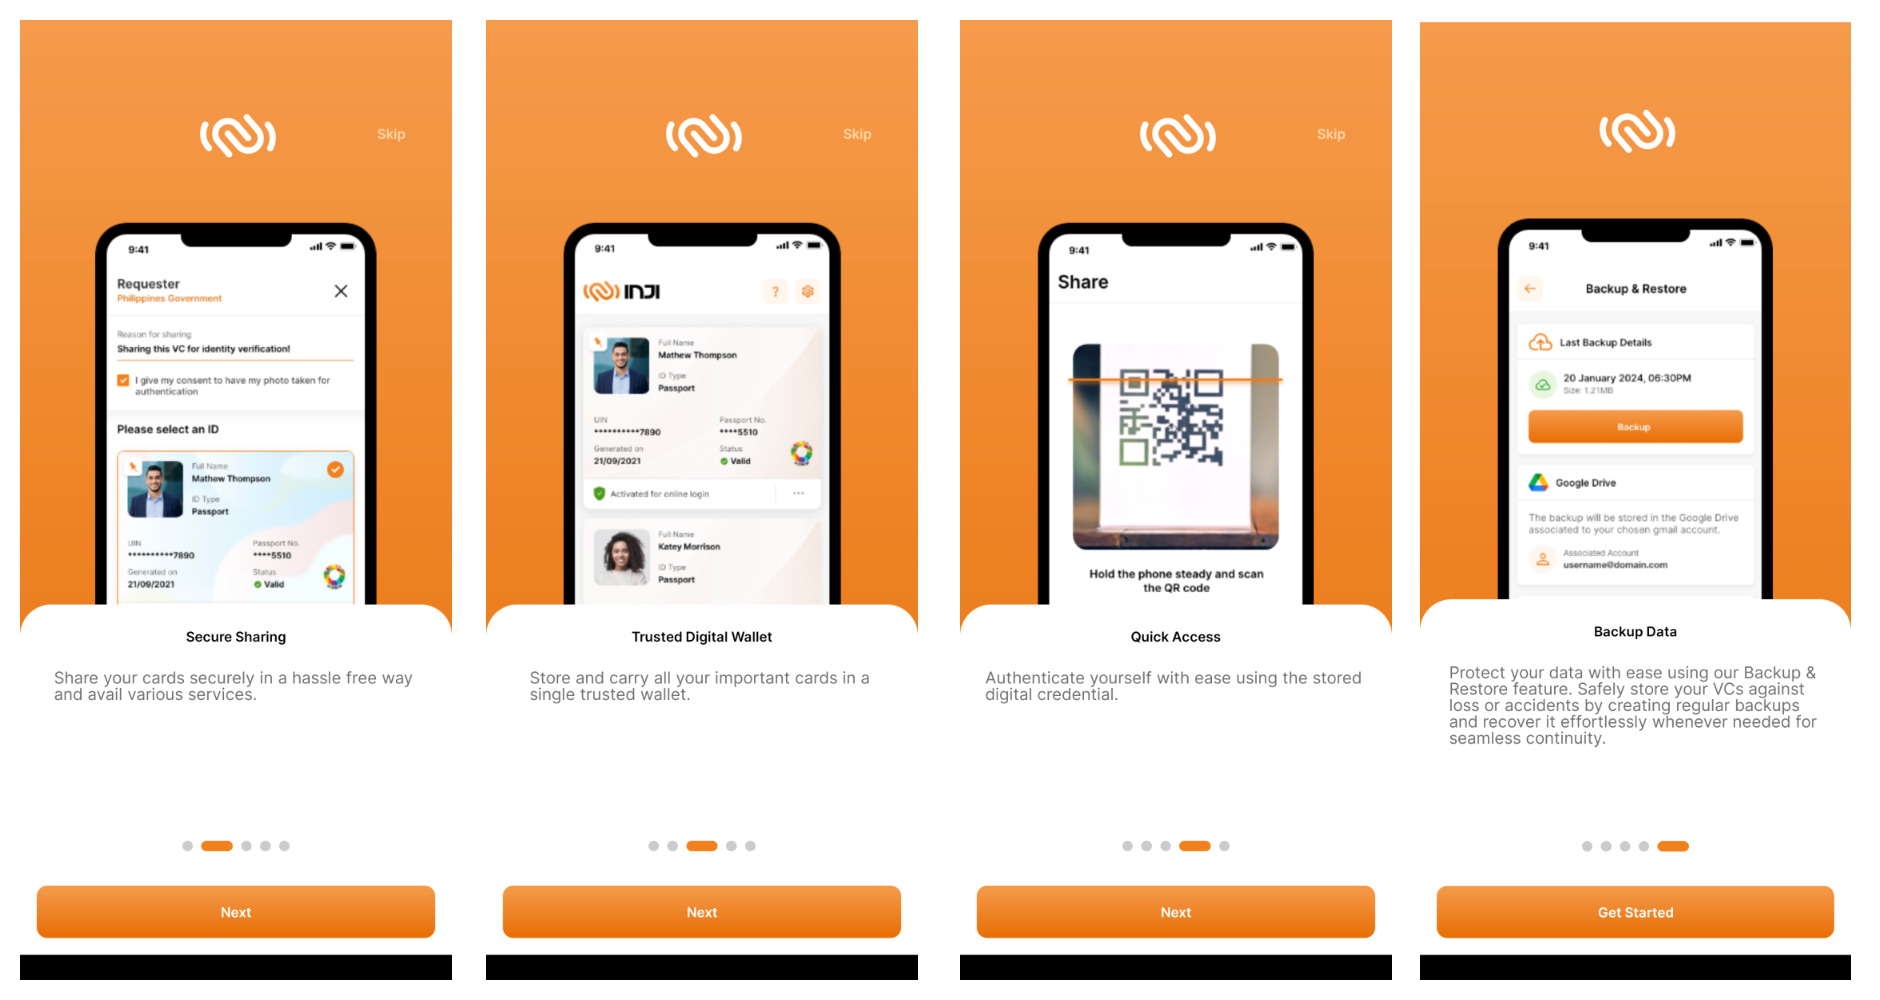 Skip
9:41
Requester
Philippines Government
Reason for sharing
Sharing this VC for identity verification!
I give my consent to have my photo taken for
authentication
Please select an ID
Full Name
Mathew Thompson
ID Type
Passport
UIN
Passport No.
**********7890
****5510
Generated on
Status
21/09/2021
Valid
Secure Sharing
Share your cards securely in a hassle free way
and avail various services.
Next
Skip
9:41
INJI
?
Full Name
Mathew Thompson
ID Type
Passport
UIN
Passport No.
**********7890
****5510
Generated on
Status
21/09/2021
Valid
Activated for online login
Full Name
Katey Morrison
ID Type
Passport
Trusted Digital Wallet
Store and carry all your important cards in a
single trusted wallet.
Next
Skip
9:41
Share
Hold the phone steady and scan
the QR code
Quick Access
Authenticate yourself with ease using the stored
digital credential.
Next
9:41
Backup & Restore
Last Backup Details
20 January 2024, 06:30PM
Size: 1.21MB
Backup
Google Drive
The backup will be stored in the Google Drive
associated to your chosen gmail account.
Associated Account
username@domain.com
Backup Data
Protect your data with ease using our Backup &
Restore feature. Safely store your VCs against
loss or accidents by creating regular backups
and recover it effortlessly whenever needed for
seamless continuity.
Get Started